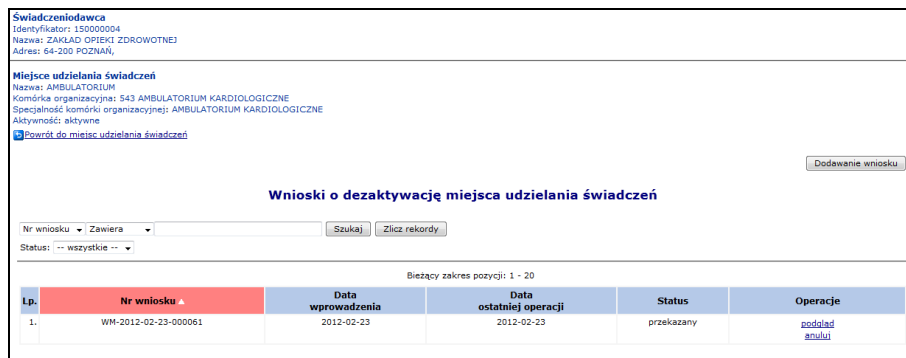 Świadczeniodawca
Identyfikator: 150000004
Nazwa: ZAKŁAD OPIEKI ZDROWOTNEJ
Adres: 64-200 POZNAŃ,
Miejsce udzielania świadczeń
Nazwa: AMBULATORIUM
Komórka organizacyjna: 543 AMBULATORIUM KARDIOLOGICZNE
Specjalność komórki organizacyjnej: AMBULATORIUM KARDIOLOGICZNE
Aktywność: aktywne
Powrót do miejsc udzielania świadczeń
Dodawanie wniosku
Wnioski o dezaktywację miejsca udzielania świadczeń
Nr wniosku Zawiera Szukaj Zlicz rekordy
Status: -- wszystkie --
Bieżący zakres pozycji: 1 - 20
Lp. Nr wniosku Data wprowadzenia Data ostatniej operacji Status Operacje
1. WM-2012-02-23-000061 2012-02-23 2012-02-23 przekazany podgląd
anuluj